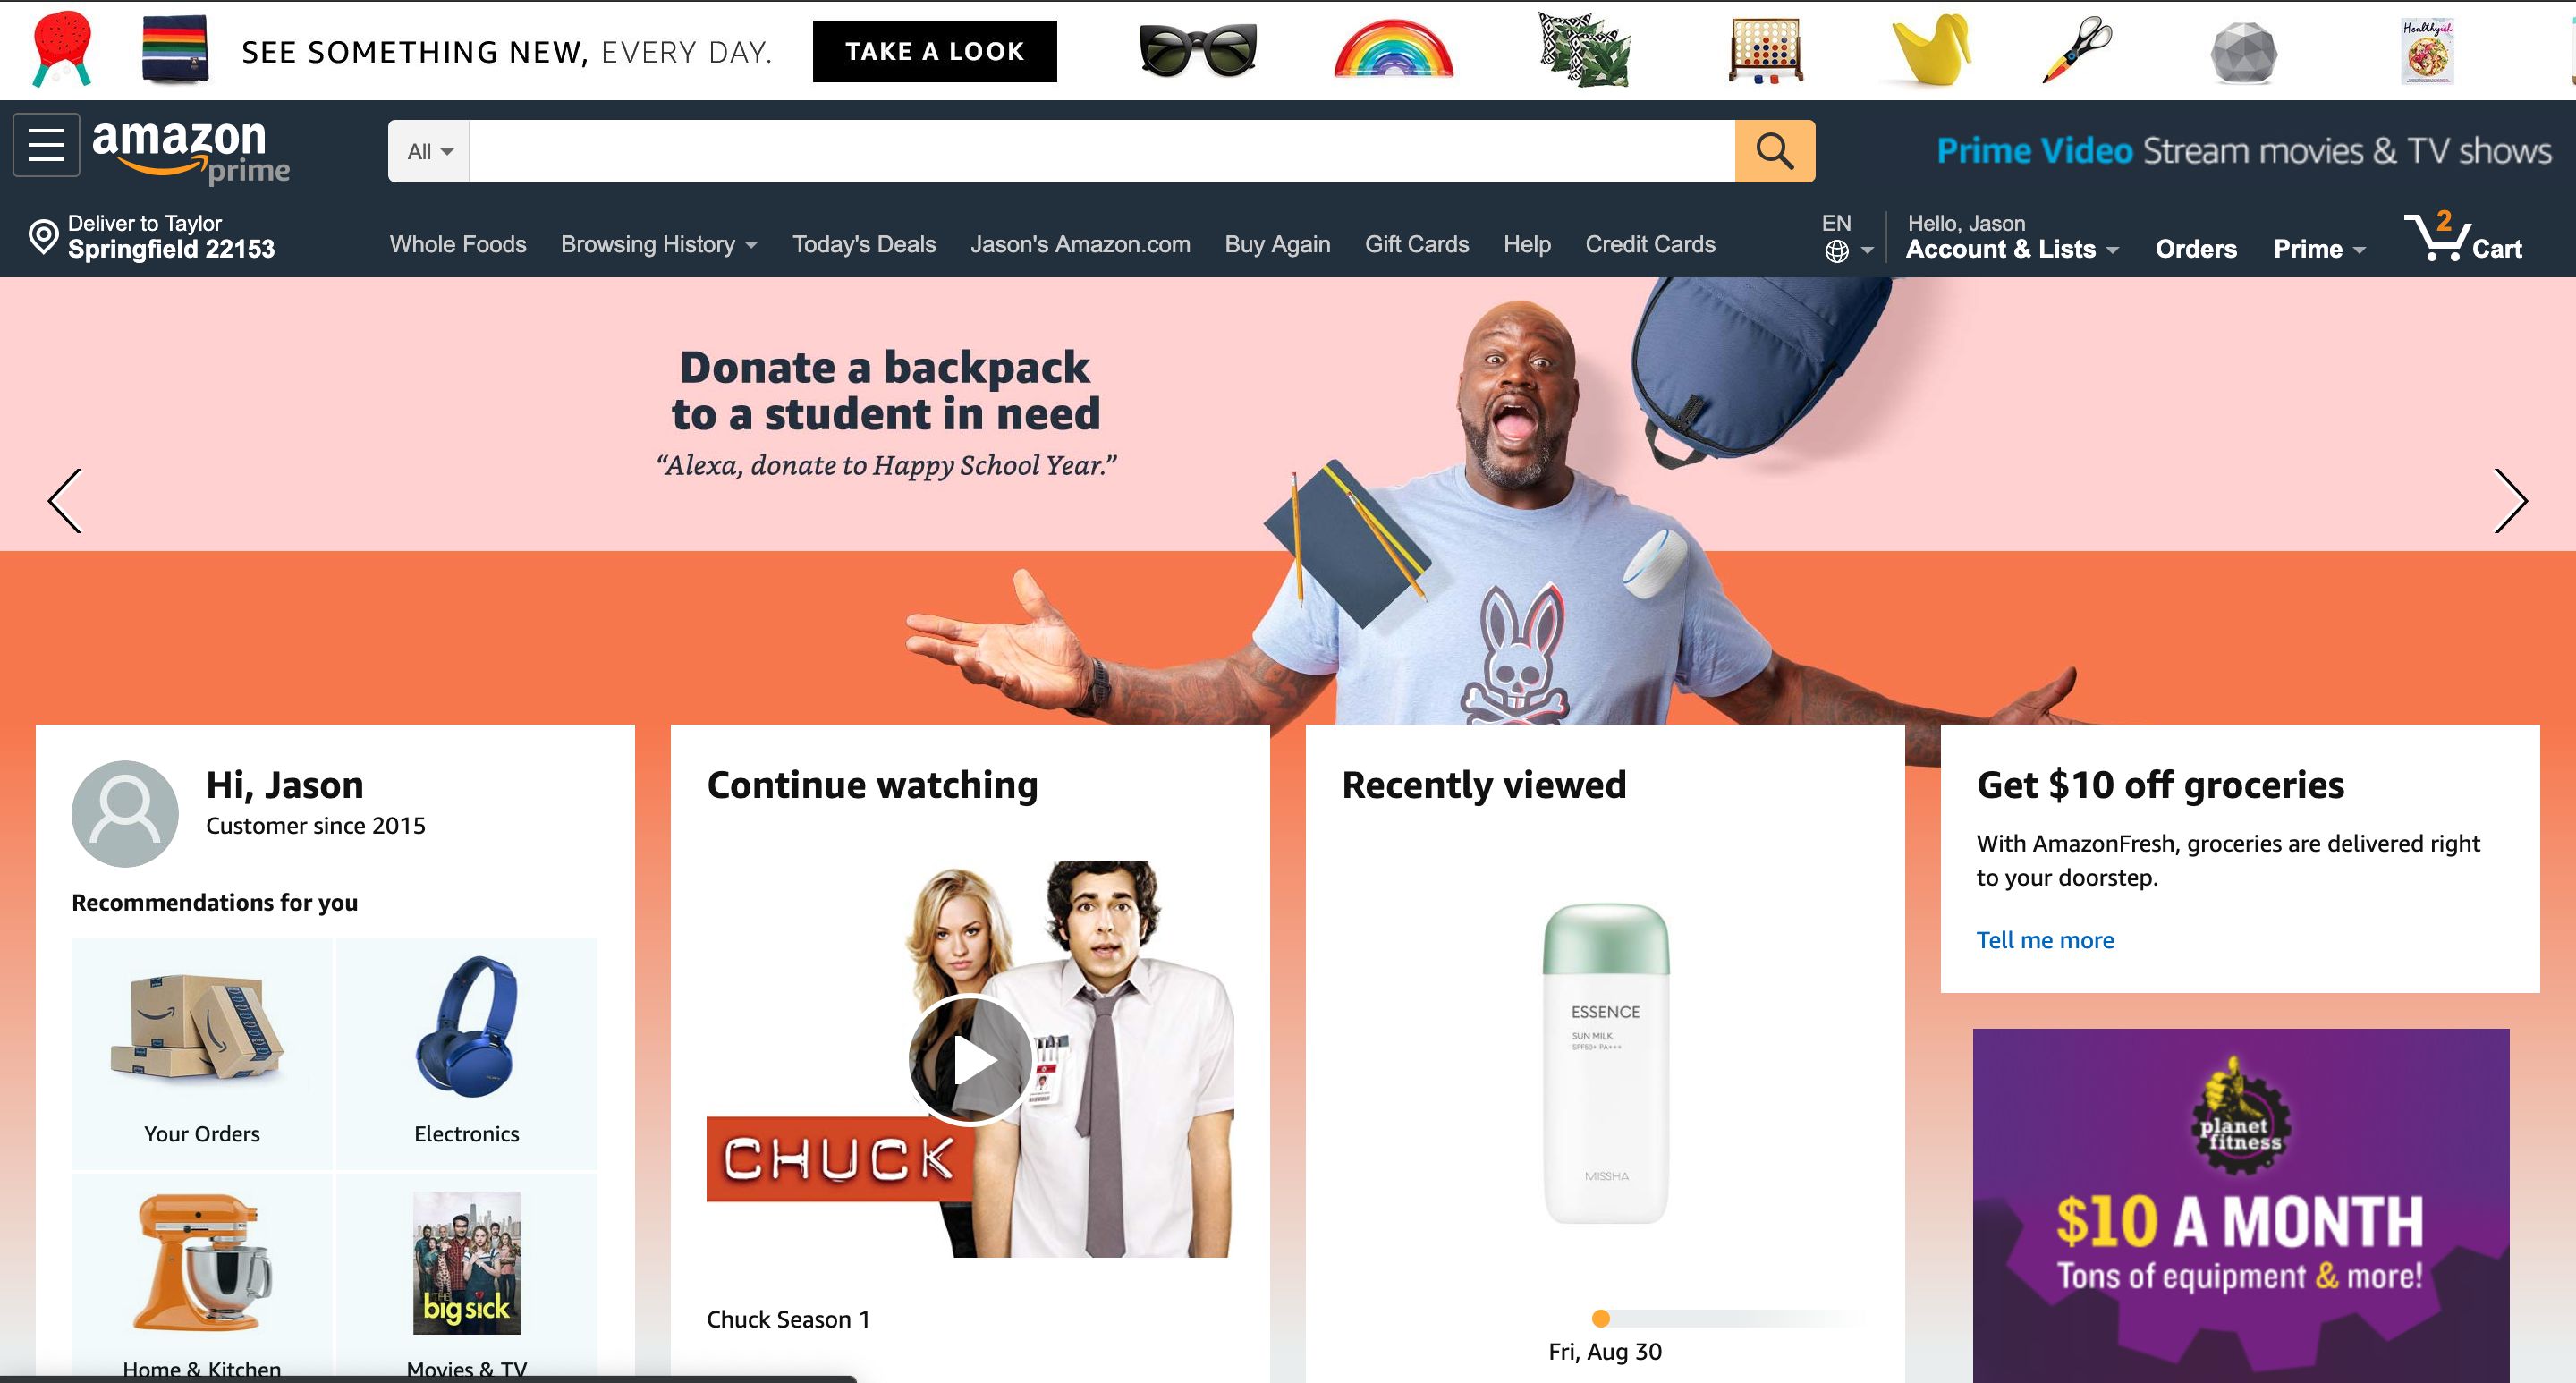 SEE SOMETHING NEW, EVERY DAY.
TAKE A LOOK
Healthyish
amazon
prime
All
Prime Video Stream movies & TV shows
Deliver to Taylor
Springfield 22153
Whole Foods
Browsing History
Today's Deals
Jason's Amazon.com
Buy Again
Gift Cards
Help
Credit Cards
EN
Hello, Jason
Account & Lists
Orders
Prime
2
Cart
Donate a backpack
to a student in need
“Alexa, donate to Happy School Year.”
Hi, Jason
Customer since 2015
Recommendations for you
Your Orders
Electronics
THE
big sick
Home & Kitchen
Movies & TV
Continue watching
CHUCK
Chuck Season 1
Recently viewed
ESSENCE
SUN MILK
SPF50+ PA+++
MISSHA
Fri, Aug 30
Get $10 off groceries
With AmazonFresh, groceries are delivered right
to your doorstep.
Tell me more
planet
fitness
$10 A MONTH
Tons of equipment & more!